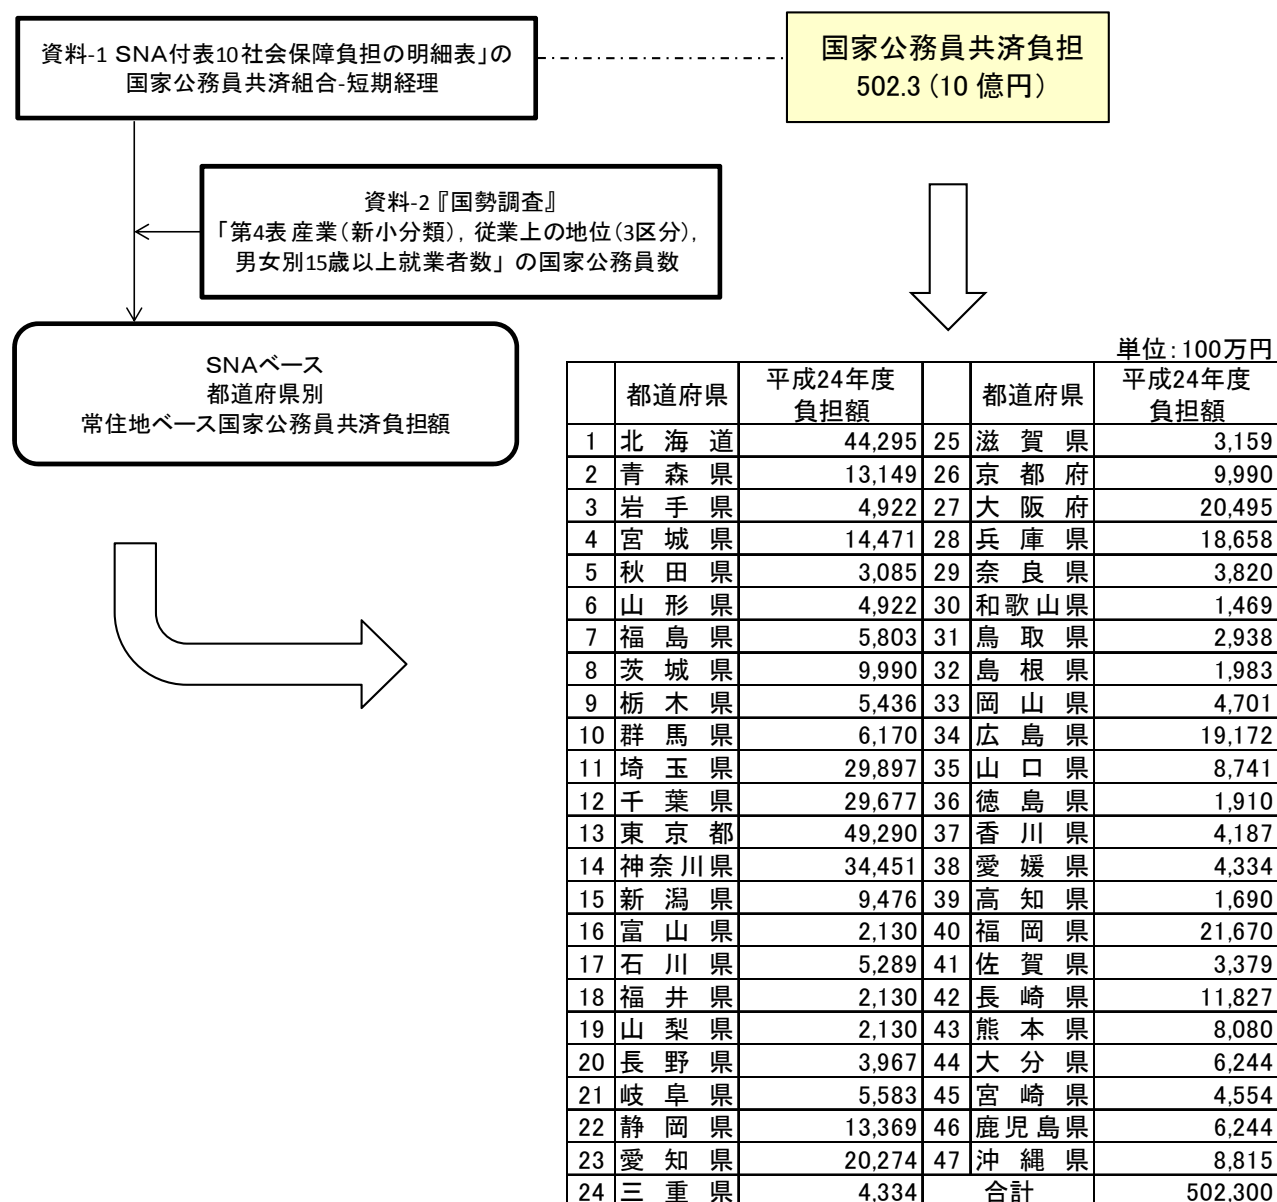 資料-1 SNA付表10社会保障負担の明細表」の
国家公務員共済組合-短期経理
国家公務員共済負担
502.3 (10 億円)
資料-2『国勢調査』
「第4表 産業(新小分類), 従業上の地位(3区分),
男女別15歳以上就業者数」の国家公務員数
SNAベース
都道府県別
常住地ベース国家公務員共済負担額
単位:100万円
都道府県 平成24年度 負担額 都道府県 平成24年度 負担額
1 北海道 44,295 25 滋賀県 3,159
2 青森県 13,149 26 京都府 9,990
3 岩手県 4,922 27 大阪府 20,495
4 宮城県 14,471 28 兵庫県 18,658
5 秋田県 3,085 29 奈良県 3,820
6 山形県 4,922 30 和歌山県 1,469
7 福島県 5,803 31 鳥取県 2,938
8 茨城県 9,990 32 島根県 1,983
9 栃木県 5,436 33 岡山県 4,701
10 群馬県 6,170 34 広島県 19,172
11 埼玉県 29,897 35 山口県 8,741
12 千葉県 29,677 36 徳島県 1,910
13 東京都 49,290 37 香川県 4,187
14 神奈川県 34,451 38 愛媛県 4,334
15 新潟県 9,476 39 高知県 1,690
16 富山県 2,130 40 福岡県 21,670
17 石川県 5,289 41 佐賀県 3,379
18 福井県 2,130 42 長崎県 11,827
19 山梨県 2,130 43 熊本県 8,080
20 長野県 3,967 44 大分県 6,244
21 岐阜県 5,583 45 宮崎県 4,554
22 静岡県 13,369 46 鹿児島県 6,244
23 愛知県 20,274 47 沖縄県 8,815
24 三重県 4,334 合計 502,300